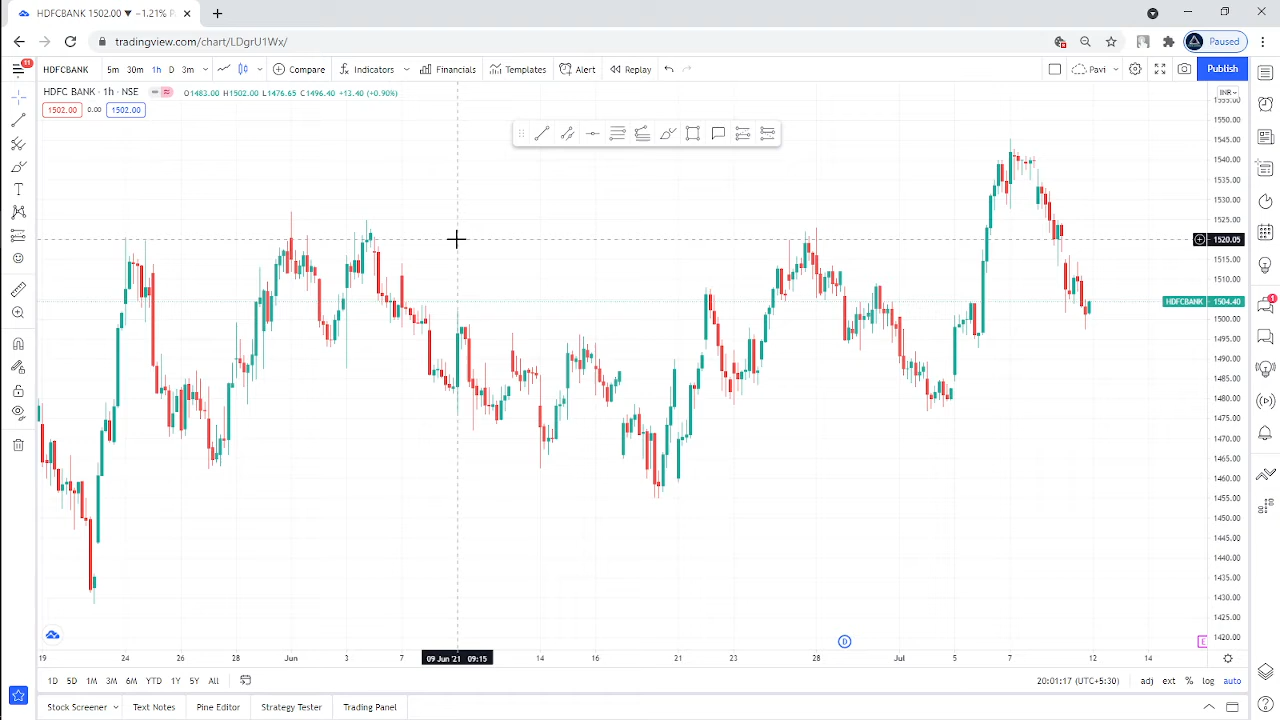 HDFCBANK 1502.00 ▼ −1.21%
tradingview.com/chart/LDgrU1Wx/
Paused
11
HDFCBANK 5m 30m 1h D 3m Compare Indicators Financials Templates Alert Replay Pavi Publish
HDFC BANK · 1h · NSE O1483.00 H1502.00 L1476.65 C1496.40 +13.40 (+0.90%)
INR
1502.00 0.00 1502.00
1555.00
1550.00
1545.00
1540.00
1535.00
1530.00
1525.00
1520.05
1515.00
1510.00
HDFCBANK 1504.40
1500.00
1495.00
1490.00
1485.00
1480.00
1475.00
1470.00
1465.00
1460.00
1455.00
1450.00
1445.00
1440.00
1435.00
1430.00
1425.00
1420.00
1
D E
19 24 26 28 Jun 3 7 09 Jun '21 09:15 14 16 21 23 28 Jul 5 7 12 14
1D 5D 1M 3M 6M YTD 1Y 5Y All 20:01:17 (UTC+5:30) adj ext % log auto
Stock Screener Text Notes Pine Editor Strategy Tester Trading Panel